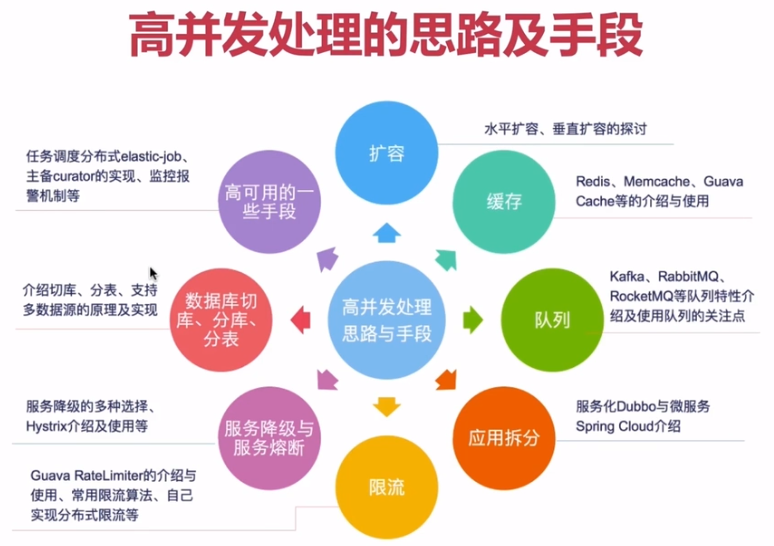 高并发处理的思路及手段
扩容
水平扩容、垂直扩容的探讨
缓存
Redis、Memcache、Guava
Cache等的介绍与使用
队列
Kafka、RabbitMQ、
RocketMQ等队列特性介
绍及使用队列的关注点
应用拆分
服务化Dubbo与微服务
Spring Cloud介绍
限流
Guava RateLimiter的介绍与
使用、常用限流算法、自己
实现分布式限流等
服务降级与
服务熔断
服务降级的多种选择、
Hystrix介绍及使用等
数据库切
库、分库、
分表
介绍切库、分表、支持
多数据源的原理及实现
高可用的一
些手段
任务调度分布式elastic-job、
主备curator的实现、监控报
警机制等
高并发处理
思路与手段